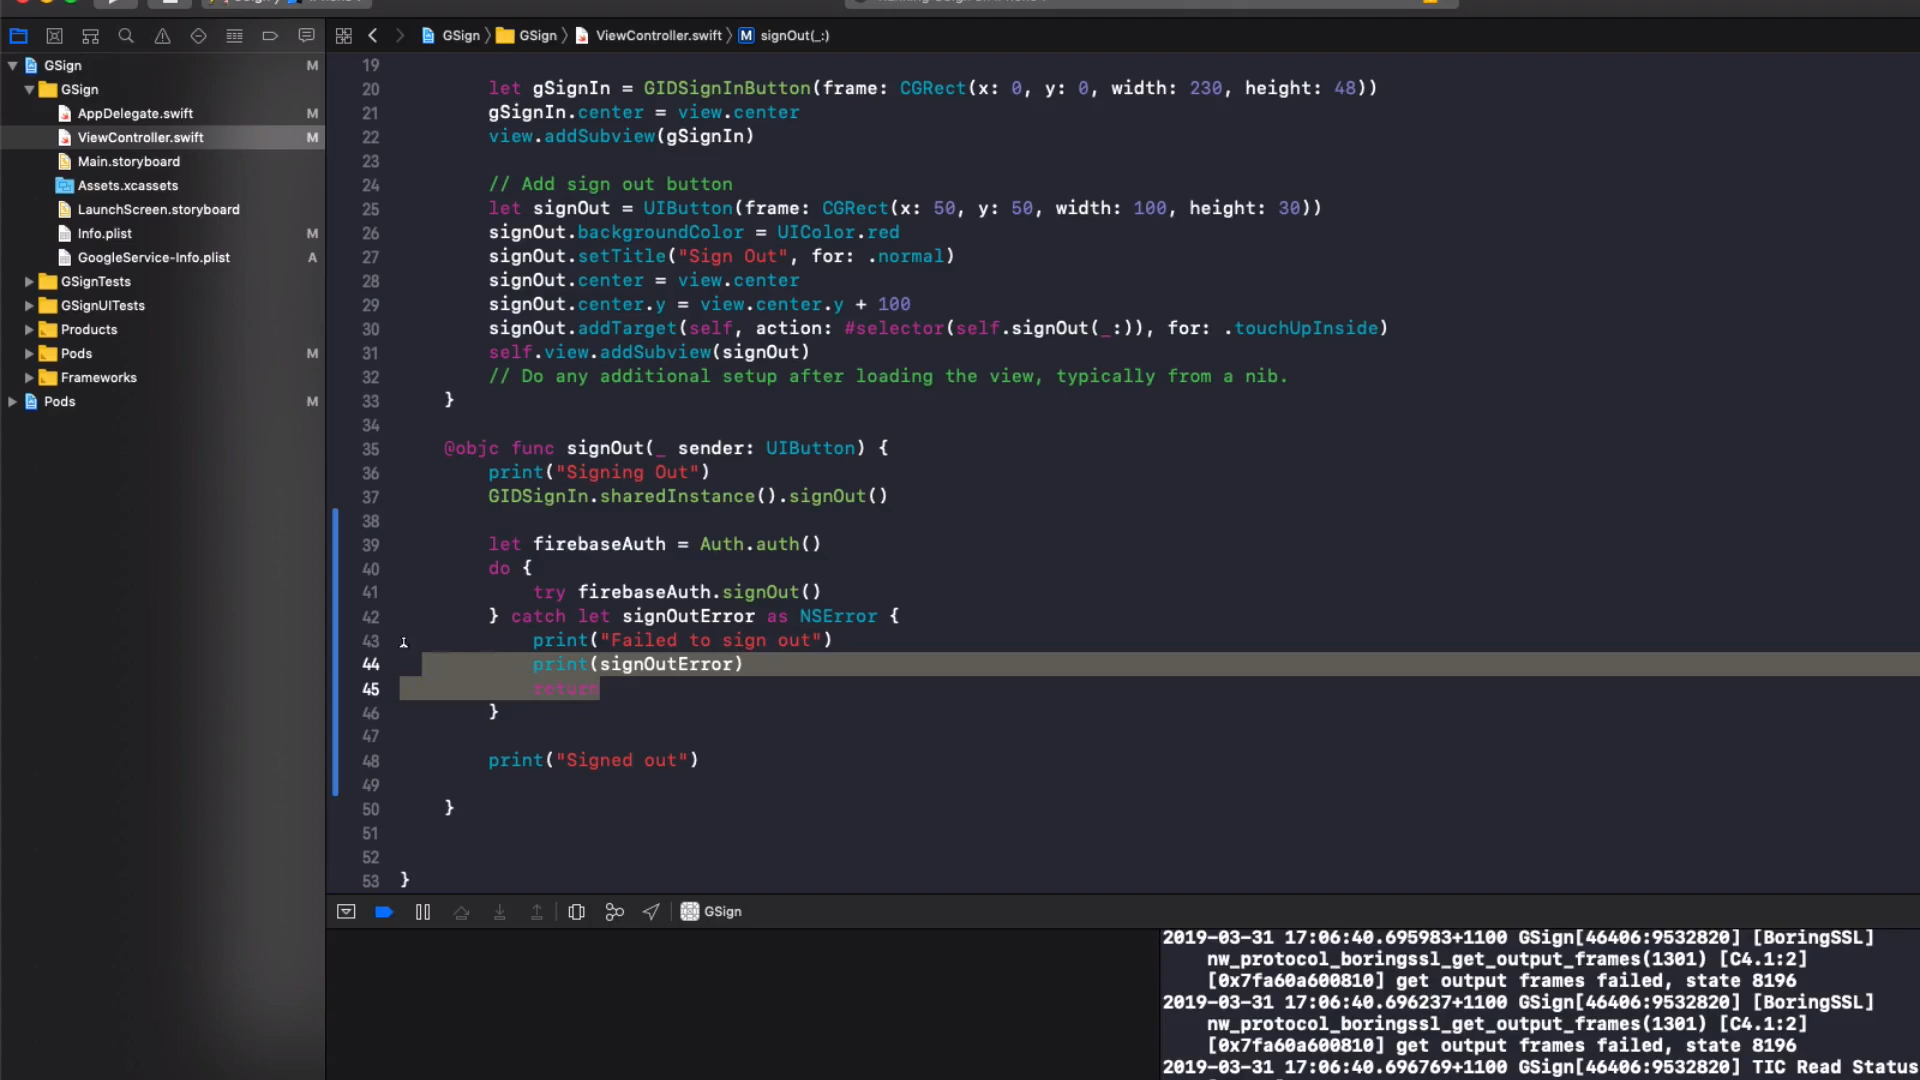 GSign 〉 GSign 〉 ViewController.swift 〉 M signOut(_:)
GSign M
GSign
AppDelegate.swift M
ViewController.swift M
Main.storyboard
Assets.xcassets
LaunchScreen.storyboard
Info.plist M
GoogleService-Info.plist A
GSignTests
GSignUITests
Products
Pods M
Frameworks
Pods M
19
20 let gSignIn = GIDSignInButton(frame: CGRect(x: 0, y: 0, width: 230, height: 48))
21 gSignIn.center = view.center
22 view.addSubview(gSignIn)
23
24 // Add sign out button
25 let signOut = UIButton(frame: CGRect(x: 50, y: 50, width: 100, height: 30))
26 signOut.backgroundColor = UIColor.red
27 signOut.setTitle("Sign Out", for: .normal)
28 signOut.center = view.center
29 signOut.center.y = view.center.y + 100
30 signOut.addTarget(self, action: #selector(self.signOut(_:)), for: .touchUpInside)
31 self.view.addSubview(signOut)
32 // Do any additional setup after loading the view, typically from a nib.
33 }
34
35 @objc func signOut(_ sender: UIButton) {
36 print("Signing Out")
37 GIDSignIn.sharedInstance().signOut()
38
39 let firebaseAuth = Auth.auth()
40 do {
41 try firebaseAuth.signOut()
42 } catch let signOutError as NSError {
43 print("Failed to sign out")
44 print(signOutError)
45 return
46 }
47
48 print("Signed out")
49
50 }
51
52
53 }
GSign
2019-03-31 17:06:40.695983+1100 GSign[46406:9532820] [BoringSSL]
nw_protocol_boringssl_get_output_frames(1301) [C4.1:2]
[0x7fa60a600810] get output frames failed, state 8196
2019-03-31 17:06:40.696237+1100 GSign[46406:9532820] [BoringSSL]
nw_protocol_boringssl_get_output_frames(1301) [C4.1:2]
[0x7fa60a600810] get output frames failed, state 8196
2019-03-31 17:06:40.696769+1100 GSign[46406:9532820] TIC Read Status